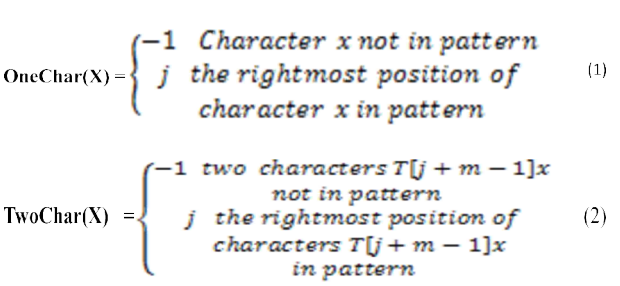 −1 Character x not in pattern
OneChar(X) = j the rightmost position of (1)
character x in pattern
−1 two characters T[j + m − 1]x
not in pattern
TwoChar(X) = j the rightmost position of (2)
characters T[j + m − 1]x
in pattern